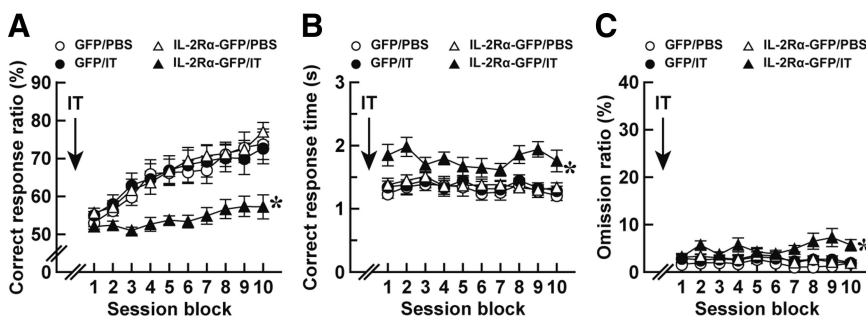 A
GFP/PBS IL-2Rα-GFP/PBS
GFP/IT IL-2Rα-GFP/IT
Correct response ratio (%)
90
80
70
60
50
0
IT
*
1 2 3 4 5 6 7 8 9 10
Session block
B
GFP/PBS IL-2Rα-GFP/PBS
GFP/IT IL-2Rα-GFP/IT
Correct response time (s)
3
2
1
0
IT
*
1 2 3 4 5 6 7 8 9 10
Session block
C
GFP/PBS IL-2Rα-GFP/PBS
GFP/IT IL-2Rα-GFP/IT
Omission ratio (%)
40
30
20
10
0
IT
*
1 2 3 4 5 6 7 8 9 10
Session block